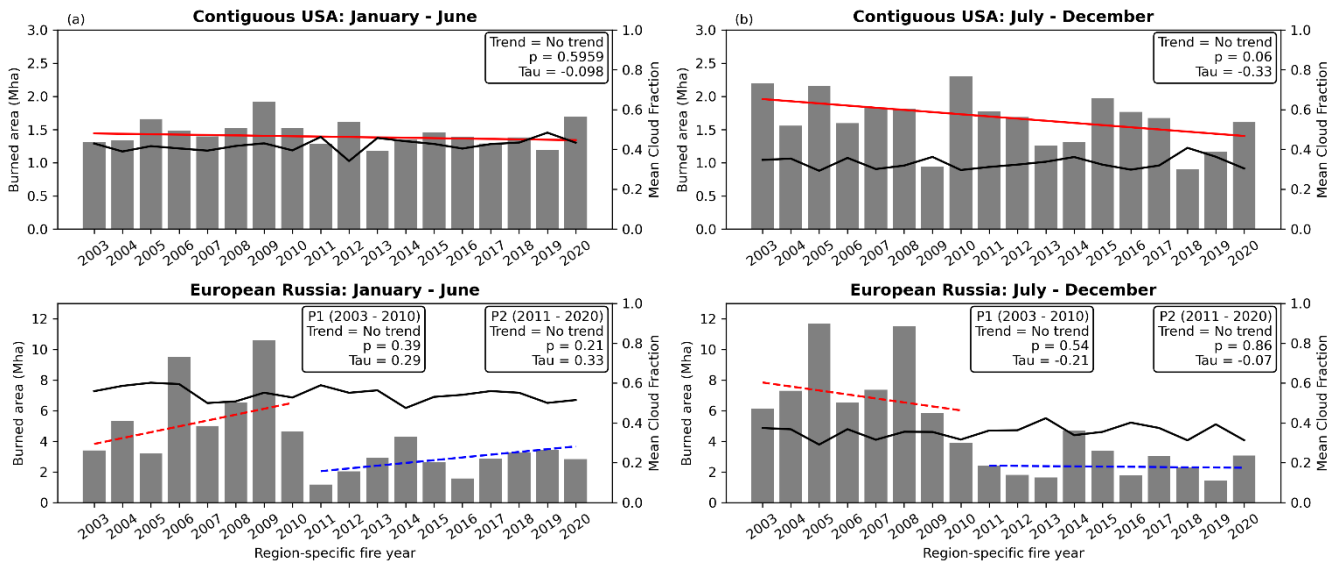 (a)
Contiguous USA: January - June
3.0
2.5
2.0
1.5
1.0
0.5
0.0
Burned area (Mha)
Trend = No trend
p = 0.5959
Tau = -0.098
1.0
0.8
0.6
0.4
0.2
0.0
Mean Cloud Fraction
2003 2004 2005 2006 2007 2008 2009 2010 2011 2012 2013 2014 2015 2016 2017 2018 2019 2020
(b)
Contiguous USA: July - December
3.0
2.5
2.0
1.5
1.0
0.5
0.0
Burned area (Mha)
Trend = No trend
p = 0.06
Tau = -0.33
1.0
0.8
0.6
0.4
0.2
0.0
Mean Cloud Fraction
2003 2004 2005 2006 2007 2008 2009 2010 2011 2012 2013 2014 2015 2016 2017 2018 2019 2020
European Russia: January - June
12
10
8
6
4
2
0
Burned area (Mha)
P1 (2003 - 2010)
Trend = No trend
p = 0.39
Tau = 0.29
P2 (2011 - 2020)
Trend = No trend
p = 0.21
Tau = 0.33
1.0
0.8
0.6
0.4
0.2
0.0
Mean Cloud Fraction
2003 2004 2005 2006 2007 2008 2009 2010 2011 2012 2013 2014 2015 2016 2017 2018 2019 2020
Region-specific fire year
European Russia: July - December
12
10
8
6
4
2
0
Burned area (Mha)
P1 (2003 - 2010)
Trend = No trend
p = 0.54
Tau = -0.21
P2 (2011 - 2020)
Trend = No trend
p = 0.86
Tau = -0.07
1.0
0.8
0.6
0.4
0.2
0.0
Mean Cloud Fraction
2003 2004 2005 2006 2007 2008 2009 2010 2011 2012 2013 2014 2015 2016 2017 2018 2019 2020
Region-specific fire year